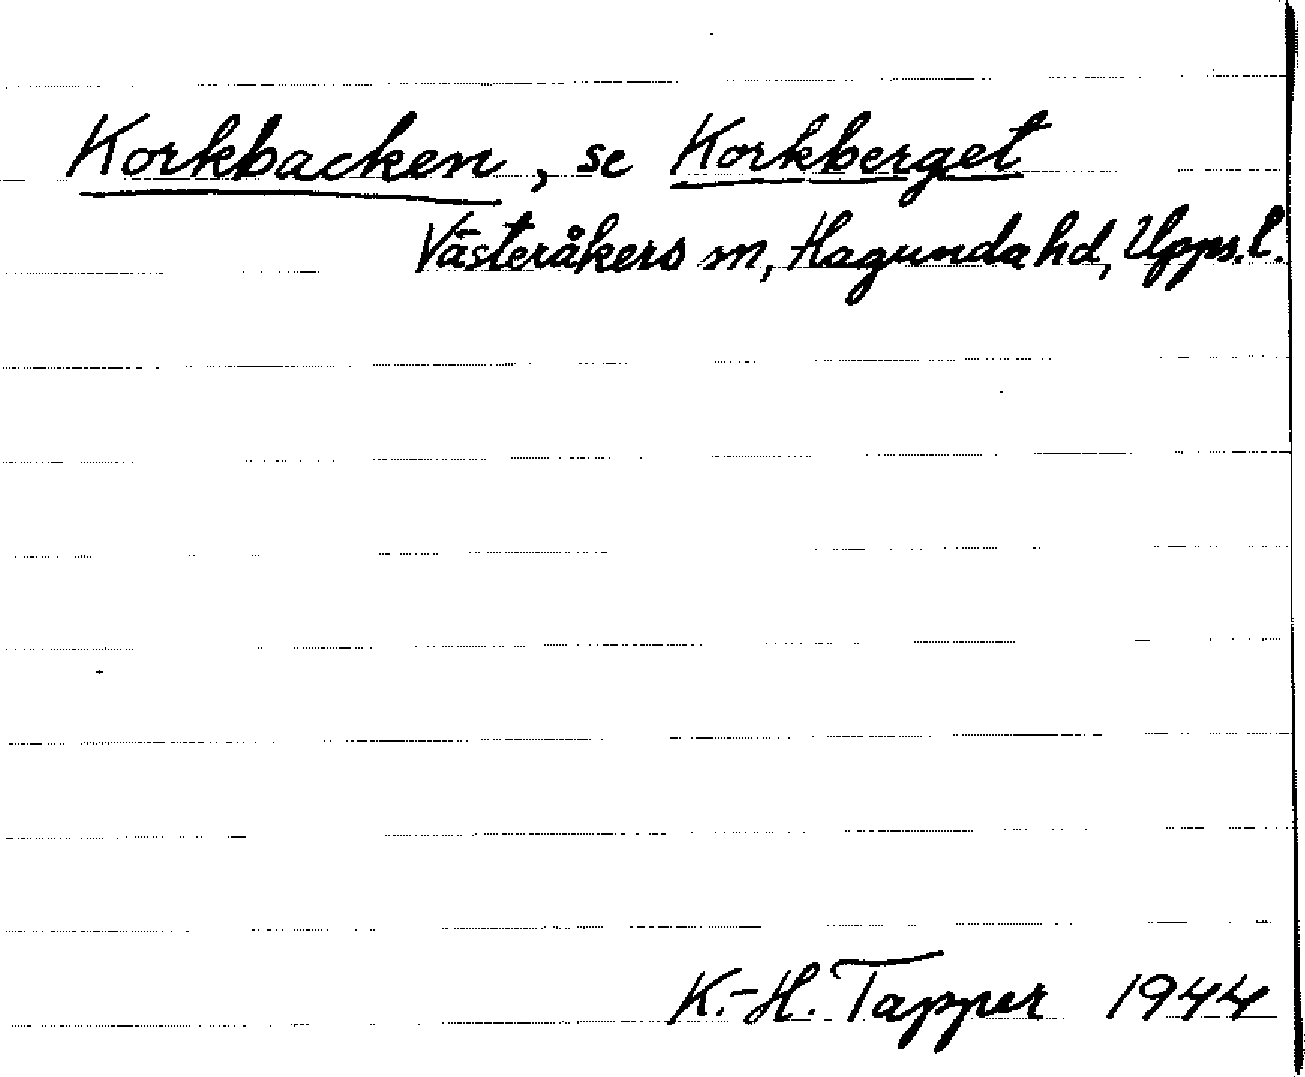 Korkbacken, se Korkberget
Västeråkers sn, Hagunda hd, Upps. l.
K.-H. Tapper 1944